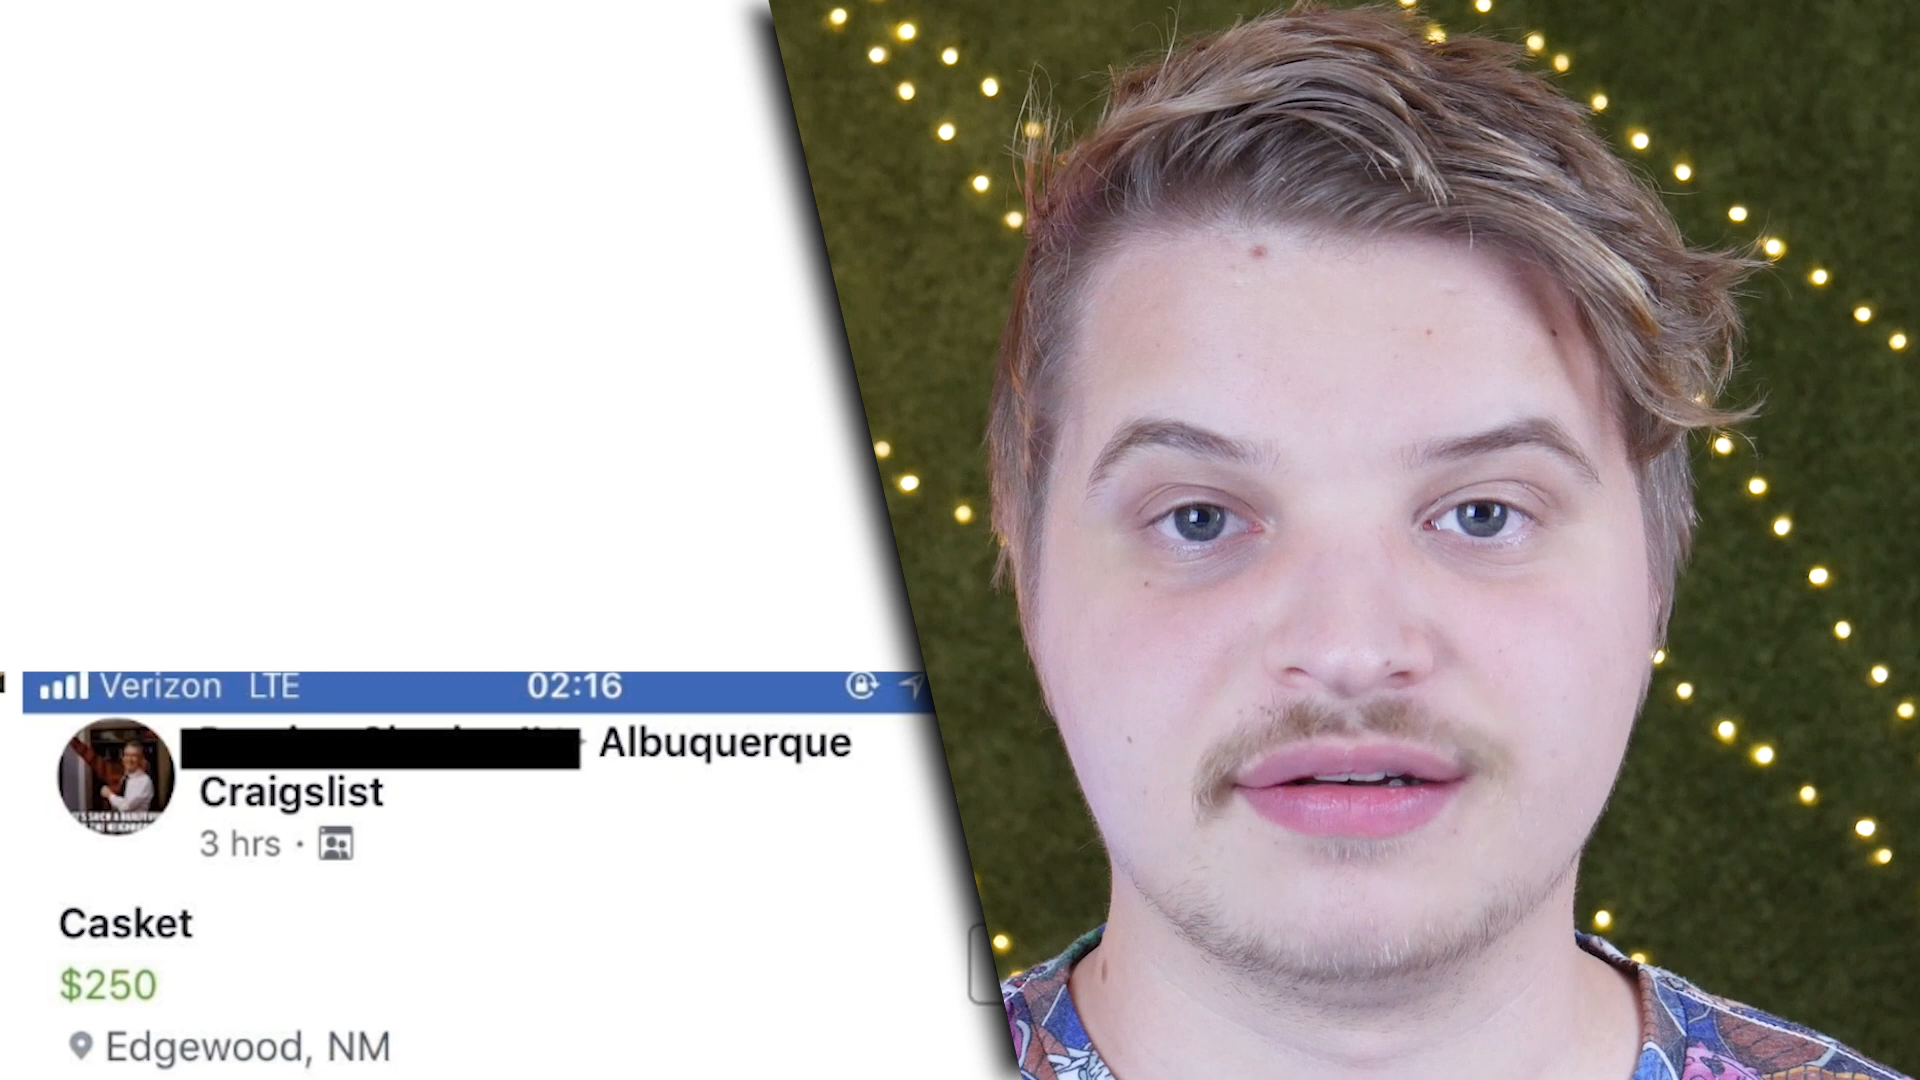 Verizon LTE 02:16
Albuquerque
Craigslist
3 hrs ·
Casket
$250
Edgewood, NM